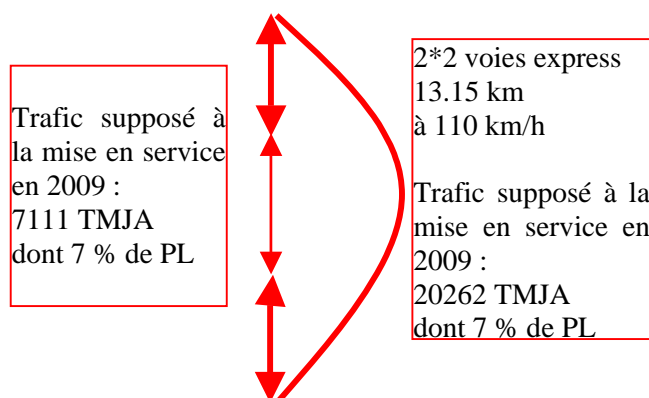 Trafic supposé à
la mise en service
en 2009 :
7111 TMJA
dont 7 % de PL
2*2 voies express
13.15 km
à 110 km/h
Trafic supposé à la
mise en service en
2009 :
20262 TMJA
dont 7 % de PL